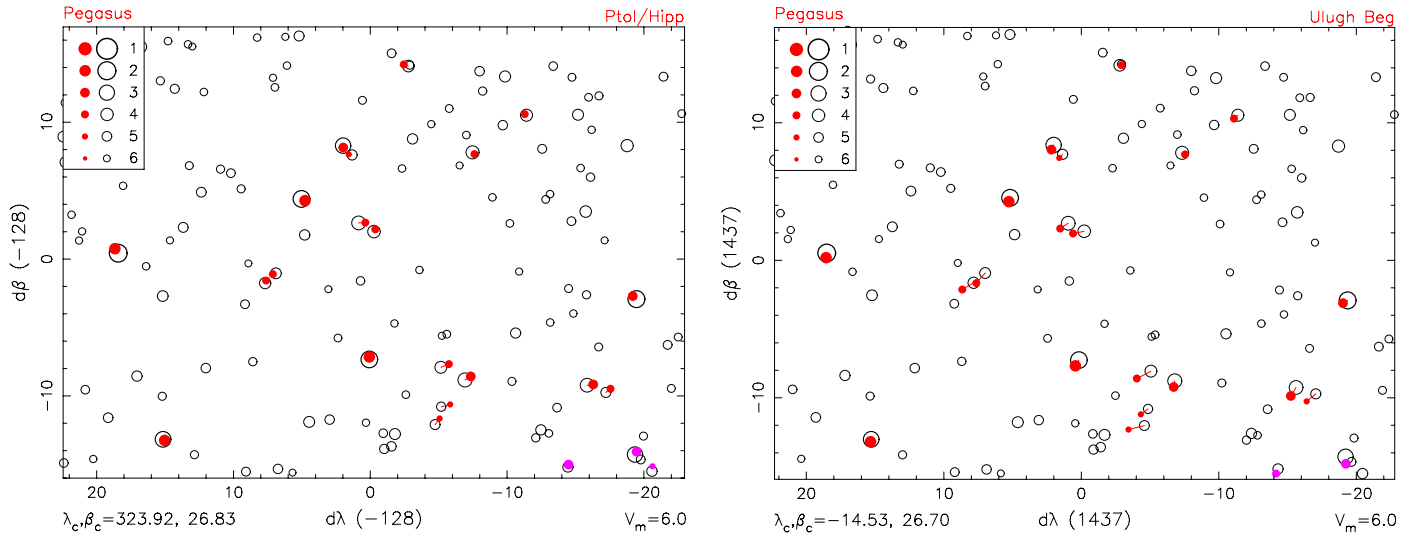 Pegasus
Ptol/Hipp
1
2
3
4
5
6
10
0
−10
dβ (−128)
20
10
0
−10
−20
λc,βc=323.92, 26.83
dλ (−128)
Vm=6.0
Pegasus
Ulugh Beg
1
2
3
4
5
6
10
0
−10
dβ (1437)
20
10
0
−10
−20
λc,βc=−14.53, 26.70
dλ (1437)
Vm=6.0